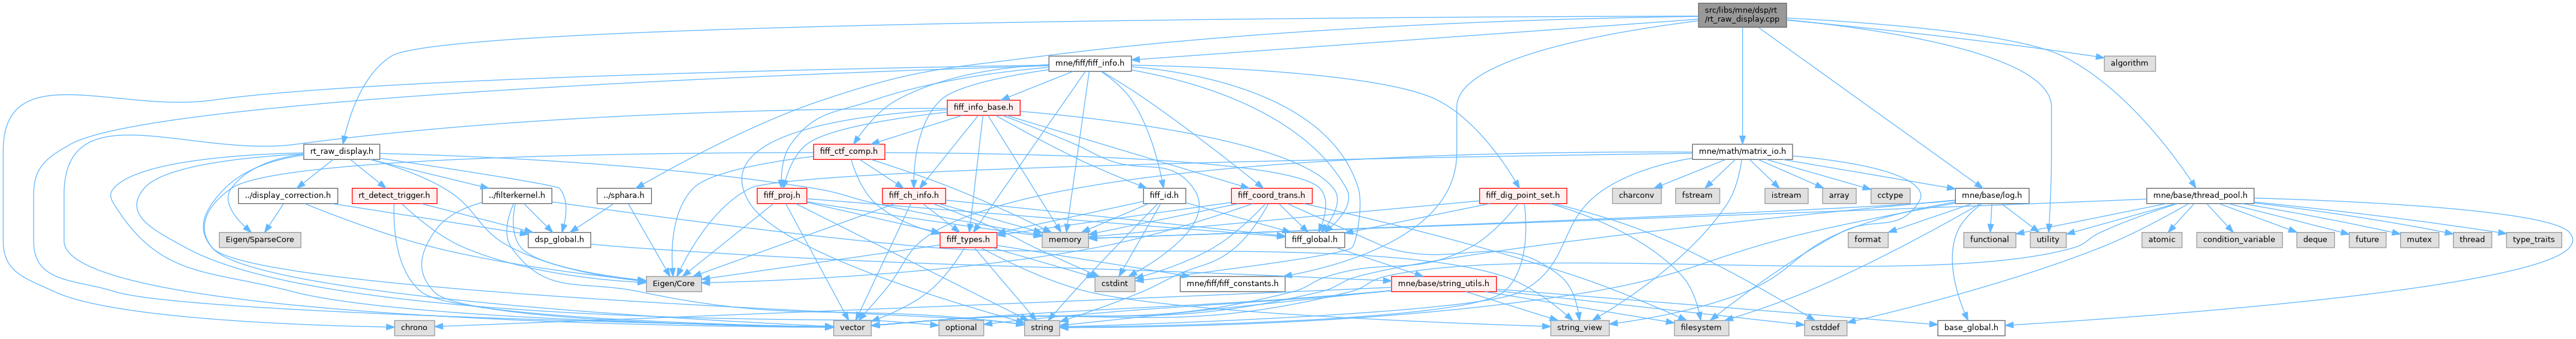 src/libs/mne/dsp/rt
/rt_raw_display.cpp
mne/fiff/fiff_info.h
algorithm
fiff_info_base.h
rt_raw_display.h
fiff_ctf_comp.h
mne/math/matrix_io.h
../display_correction.h
rt_detect_trigger.h
../filterkernel.h
../sphara.h
fiff_proj.h
fiff_ch_info.h
fiff_id.h
fiff_coord_trans.h
fiff_dig_point_set.h
charconv
fstream
istream
array
cctype
mne/base/log.h
mne/base/thread_pool.h
Eigen/SparseCore
dsp_global.h
memory
fiff_types.h
fiff_global.h
format
functional
utility
atomic
condition_variable
deque
future
mutex
thread
type_traits
Eigen/Core
cstdint
mne/fiff/fiff_constants.h
mne/base/string_utils.h
chrono
vector
optional
string
string_view
filesystem
cstddef
base_global.h